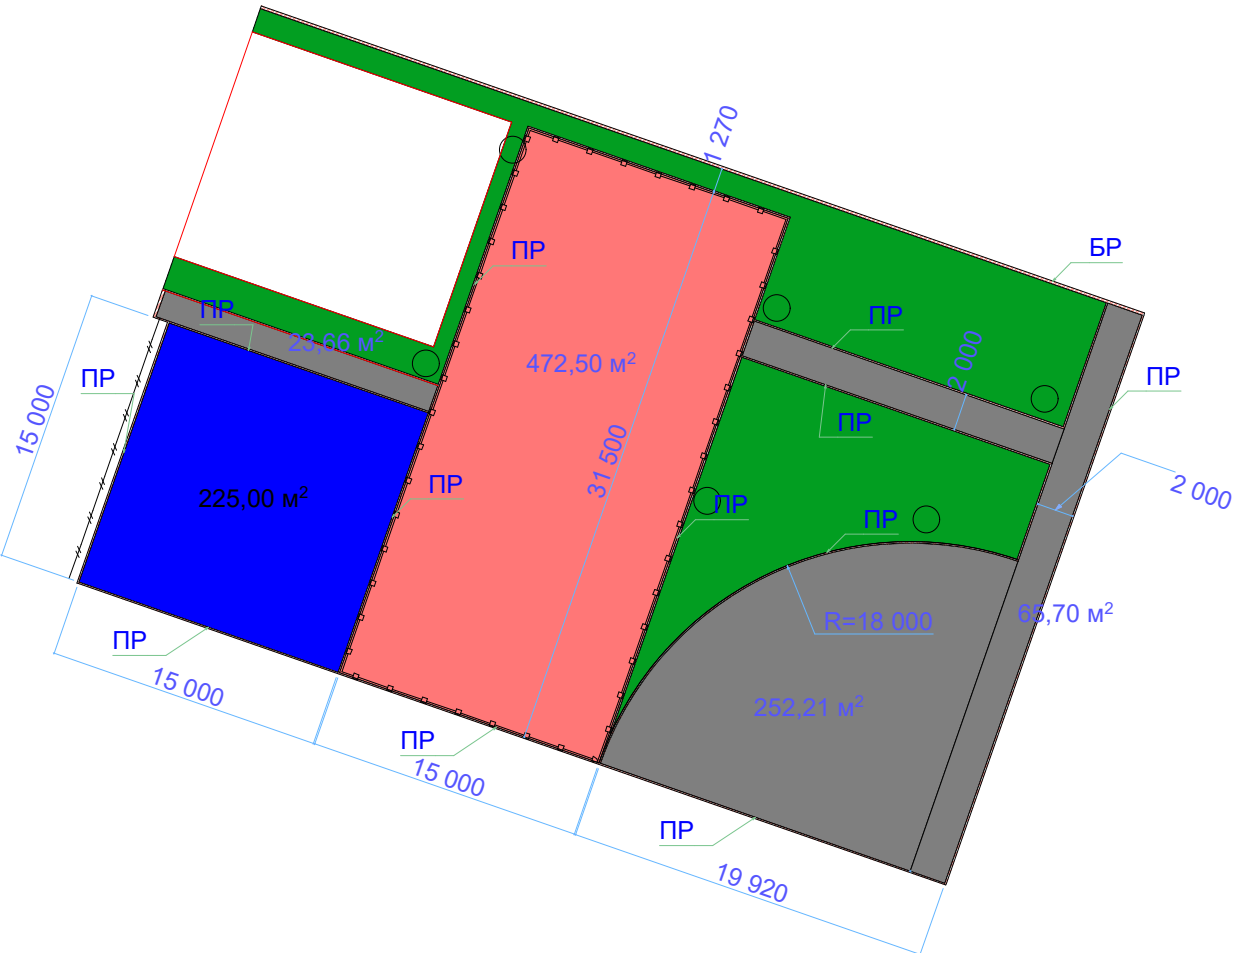 1 270
БР
ПР
ПР
23,66 м²
ПР
472,50 м²
2 000
ПР
ПР
15 000
ПР
225,00 м²
ПР
31 500
ПР
ПР
2 000
R=18 000
65,70 м²
ПР
15 000
252,21 м²
ПР
15 000
ПР
19 920